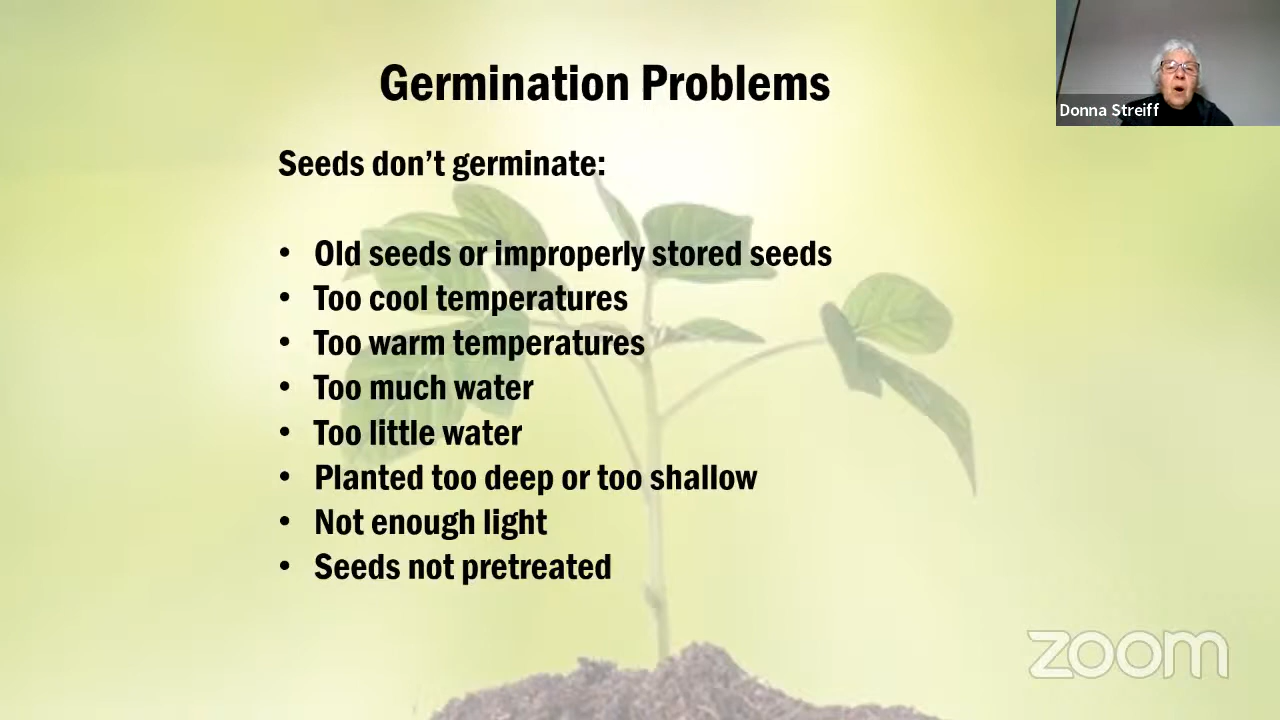 Germination Problems
Donna Streiff
Seeds don’t germinate:
• Old seeds or improperly stored seeds
• Too cool temperatures
• Too warm temperatures
• Too much water
• Too little water
• Planted too deep or too shallow
• Not enough light
• Seeds not pretreated
zoom